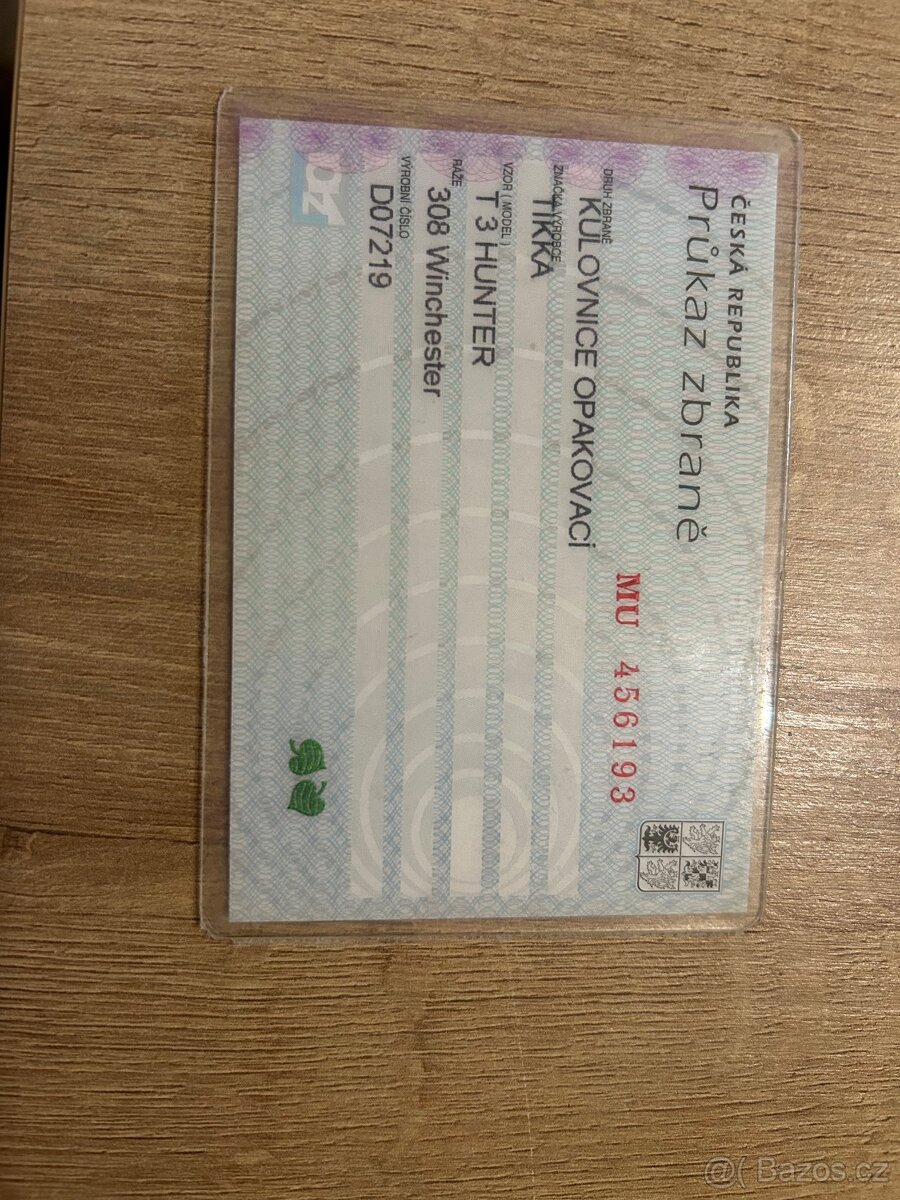 ČESKÁ REPUBLIKA
Průkaz zbraně
MU 456193
DRUH ZBRANĚ
KULOVNICE OPAKOVACÍ
ZNAČKA VÝROBCE
TIKKA
VZOR ( MODEL )
T 3 HUNTER
RÁŽE
308 Winchester
VÝROBNÍ ČÍSLO
D07219
@( Bazos.cz